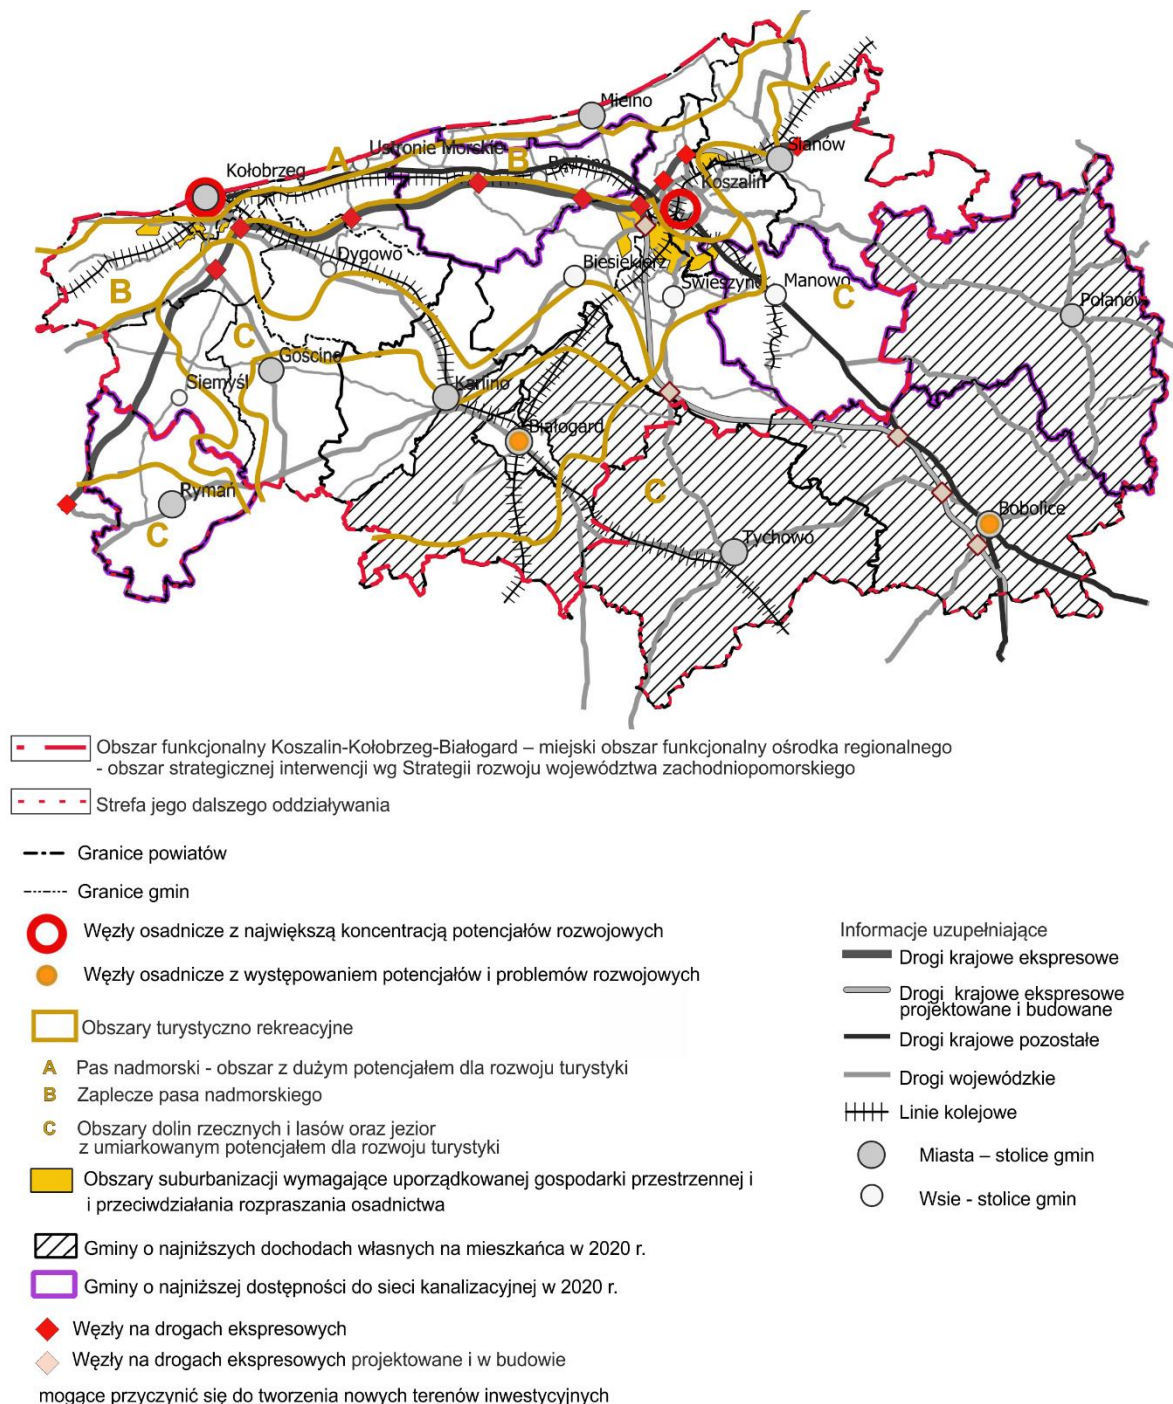 Mielno
Ustronie Morskie
A
Kołobrzeg
B
Będzino
Sianów
Koszalin
Dygowo
Biesiekierz
Świeszyno
Manowo
C
B
Polanów
C
Gościno
Siemyśl
Karlino
Białogard
Rymań
C
C
Bobolice
Tychowo
Obszar funkcjonalny Koszalin-Kołobrzeg-Białogard – miejski obszar funkcjonalny ośrodka regionalnego
- obszar strategicznej interwencji wg Strategii rozwoju województwa zachodniopomorskiego
Strefa jego dalszego oddziaływania
Granice powiatów
Granice gmin
Węzły osadnicze z największą koncentracją potencjałów rozwojowych
Węzły osadnicze z występowaniem potencjałów i problemów rozwojowych
Obszary turystyczno rekreacyjne
A Pas nadmorski - obszar z dużym potencjałem dla rozwoju turystyki
B Zaplecze pasa nadmorskiego
C Obszary dolin rzecznych i lasów oraz jezior
z umiarkowanym potencjałem dla rozwoju turystyki
Obszary suburbanizacji wymagające uporządkowanej gospodarki przestrzennej i
i przeciwdziałania rozpraszania osadnictwa
Gminy o najniższych dochodach własnych na mieszkańca w 2020 r.
Gminy o najniższej dostępności do sieci kanalizacyjnej w 2020 r.
Węzły na drogach ekspresowych
Węzły na drogach ekspresowych projektowane i w budowie
mogące przyczynić się do tworzenia nowych terenów inwestycyjnych
Informacje uzupełniające
Drogi krajowe ekspresowe
Drogi krajowe ekspresowe
projektowane i budowane
Drogi krajowe pozostałe
Drogi wojewódzkie
Linie kolejowe
Miasta – stolice gmin
Wsie - stolice gmin